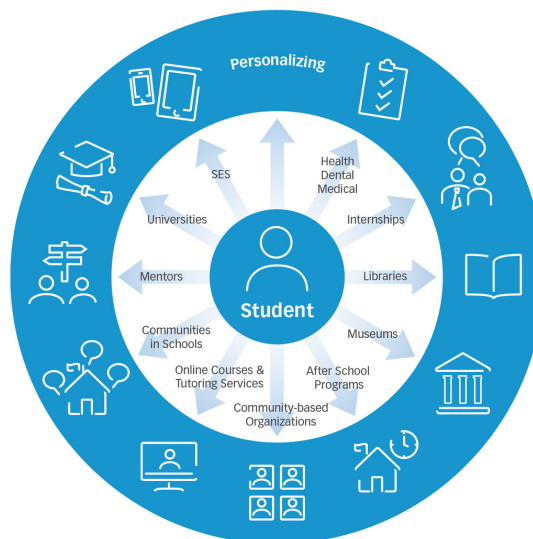 Personalizing
Health
Dental
Medical
Internships
Libraries
Museums
After School
Programs
Community-based
Organizations
Online Courses &
Tutoring Services
Communities
in Schools
Mentors
Universities
SES
Student